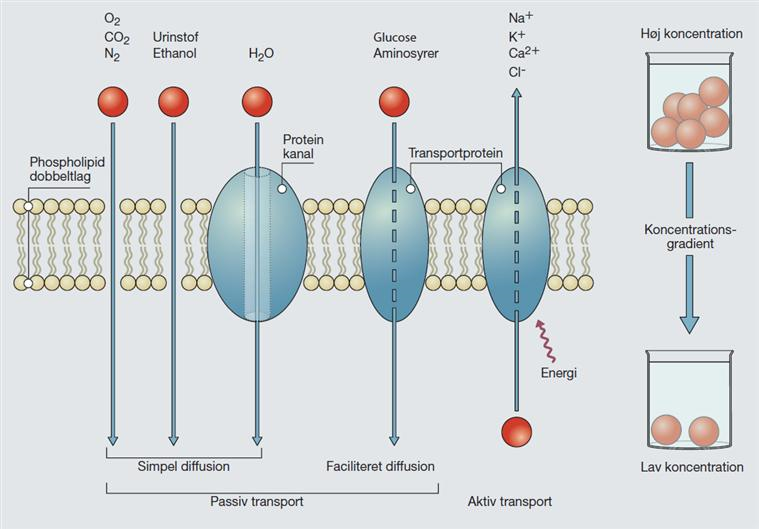 O2
CO2
N2
Urinstof
Ethanol
H2O
Glucose
Aminosyrer
Na+
K+
Ca2+
Cl-
Høj koncentration
Phospholipid
dobbeltlag
Protein
kanal
Transportprotein
Koncentrations-
gradient
Energi
Simpel diffusion
Faciliteret diffusion
Lav koncentration
Passiv transport
Aktiv transport